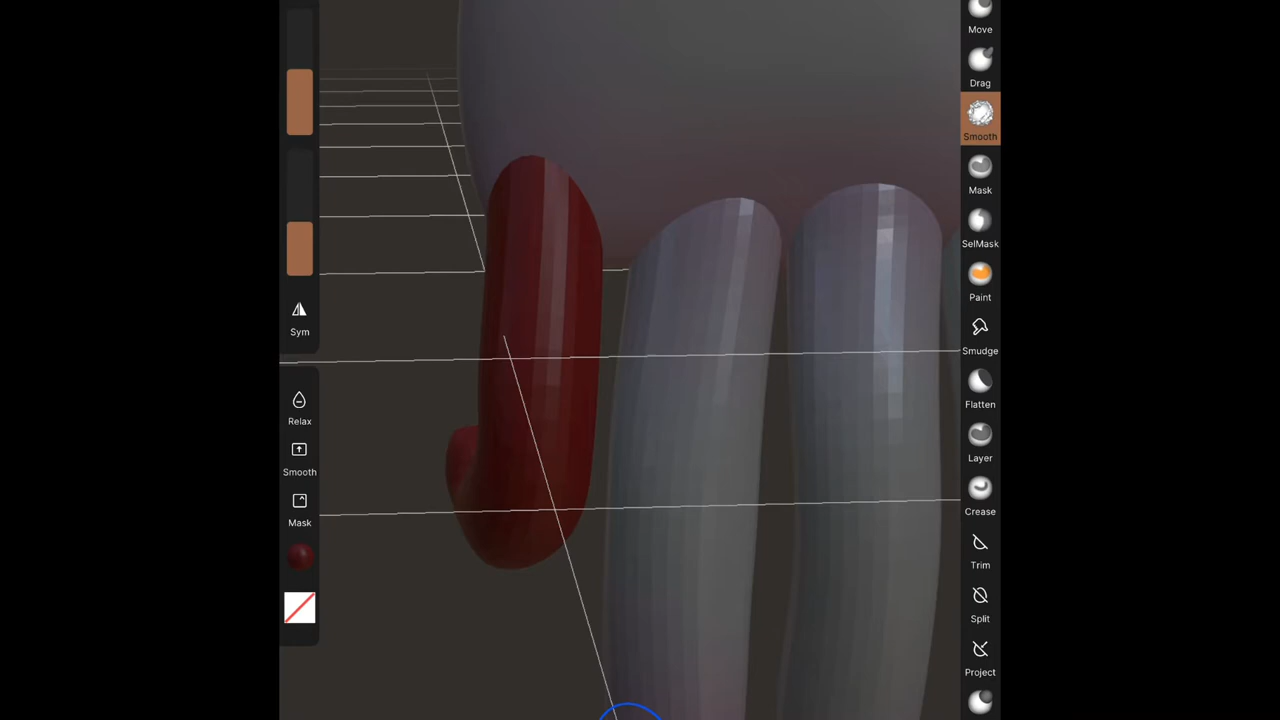 Sym
Relax
Smooth
Mask
Move
Drag
Smooth
Mask
SelMask
Paint
Smudge
Flatten
Layer
Crease
Trim
Split
Project